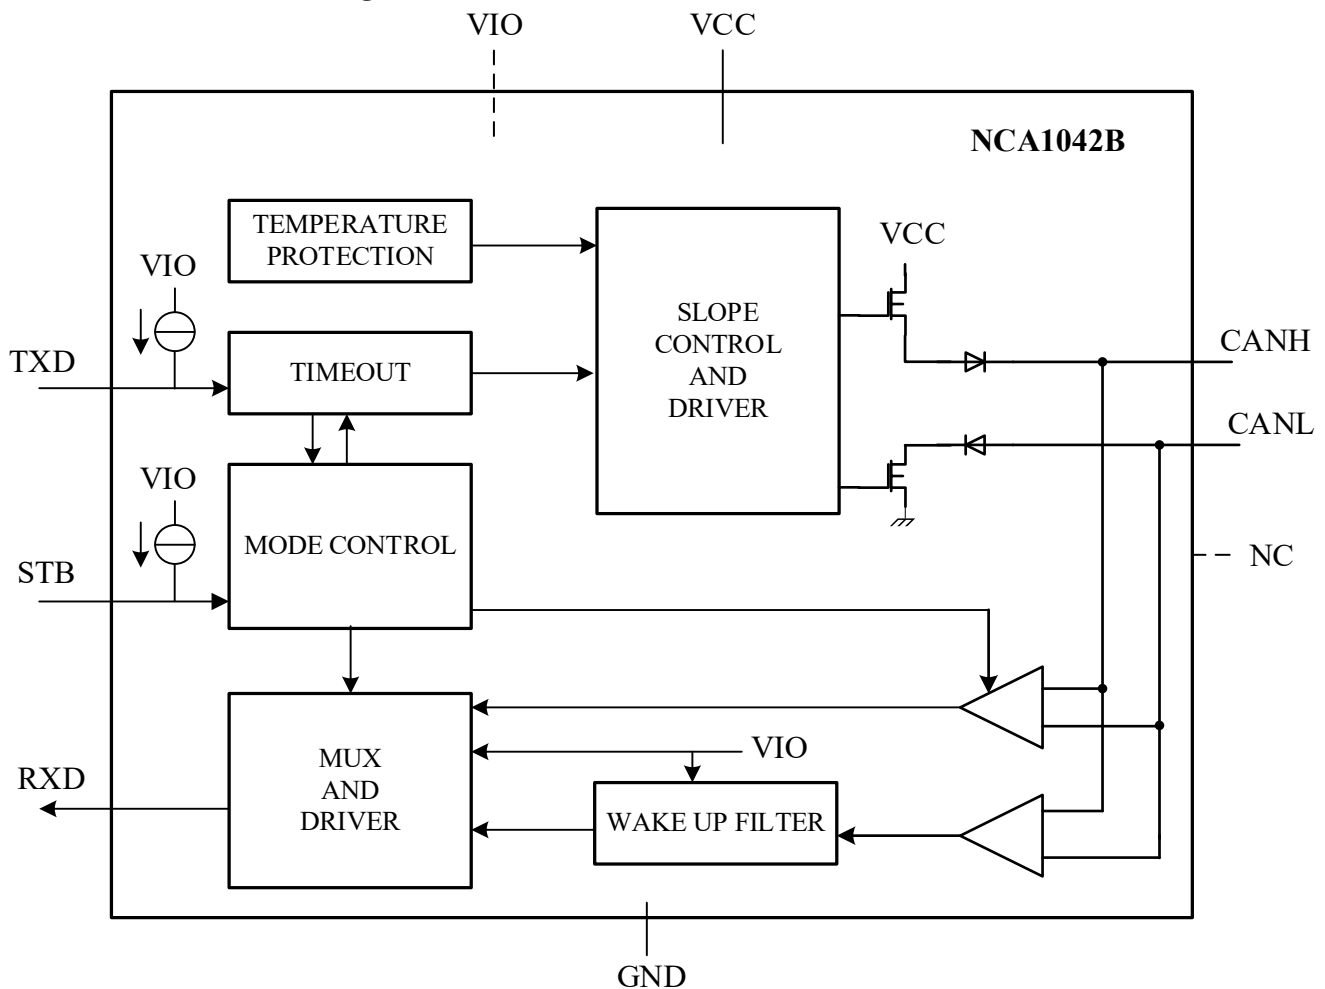 VIO
VCC
NCA1042B
TEMPERATURE
PROTECTION
VCC
VIO
SLOPE
CONTROL
AND
DRIVER
TXD
TIMEOUT
CANH
CANL
VIO
MODE CONTROL
NC
STB
VIO
MUX
AND
DRIVER
RXD
WAKE UP FILTER
GND